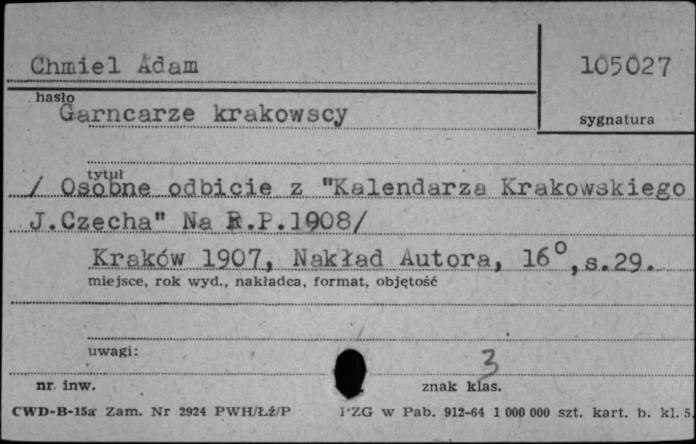 Chmiel Adam
105027
hasło
Garncarze krakowscy
sygnatura
tytuł
/ Osobne odbicie z "Kalendarza Krakowskiego
J.Czecha" Na R.P.1908/
Kraków 1907, Nakład Autora, 16°,s.29.
miejsce, rok wyd., nakładca, format, objętość
uwagi:
3
nr. inw.
znak klas.
CWD-B-15a Zam. Nr 2924 PWH/Łź/P PZG w Pab. 912-64 1 000 000 szt. kart. b. kl. 5.